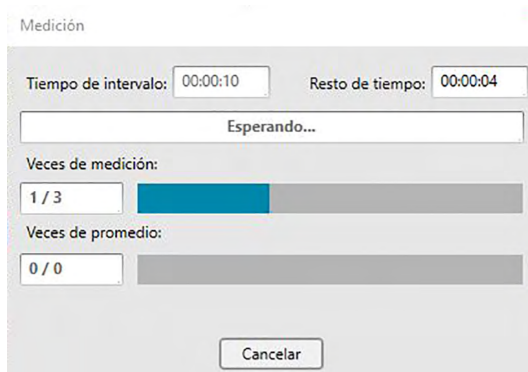 Medición
Tiempo de intervalo: 00:00:10 Resto de tiempo: 00:00:04
Esperando...
Veces de medición:
1 / 3
Veces de promedio:
0 / 0
Cancelar